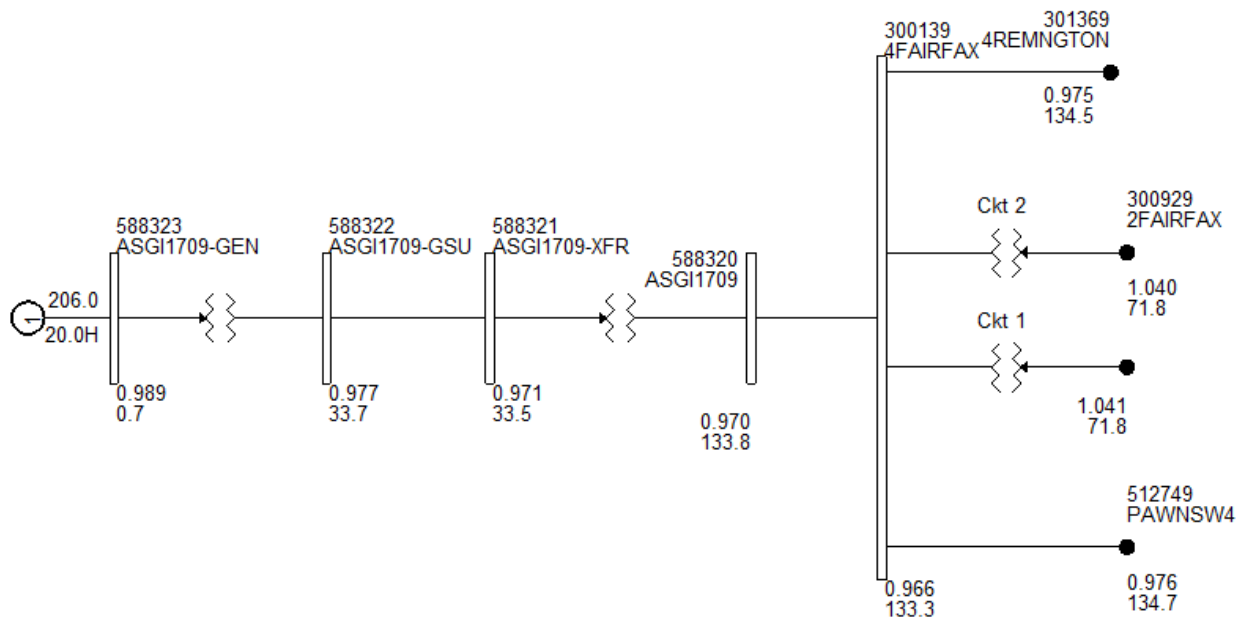 300139
4FAIRFAX
301369
4REMNGTON
0.975
134.5
588323
ASGI1709-GEN
588322
ASGI1709-GSU
588321
ASGI1709-XFR
588320
ASGI1709
Ckt 2
300929
2FAIRFAX
1.040
71.8
1
206.0
20.0H
Ckt 1
0.989
0.7
0.977
33.7
0.971
33.5
0.970
133.8
1.041
71.8
512749
PAWNSW4
0.966
133.3
0.976
134.7